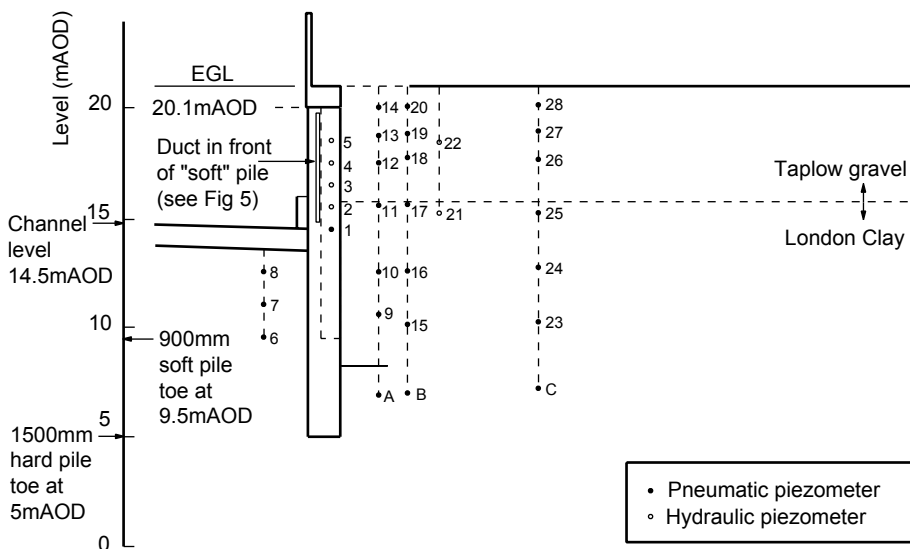 Level (mAOD)
EGL
20.1mAOD
20
15
10
5
0
Duct in front
of "soft" pile
(see Fig 5)
Channel
level
14.5mAOD
900mm
soft pile
toe at
9.5mAOD
1500mm
hard pile
toe at
5mAOD
5
4
3
2
1
8
7
6
14
13
12
11
10
9
A
20
19
18
17
16
15
B
22
21
28
27
26
25
24
23
C
Taplow gravel
London Clay
Pneumatic piezometer
Hydraulic piezometer